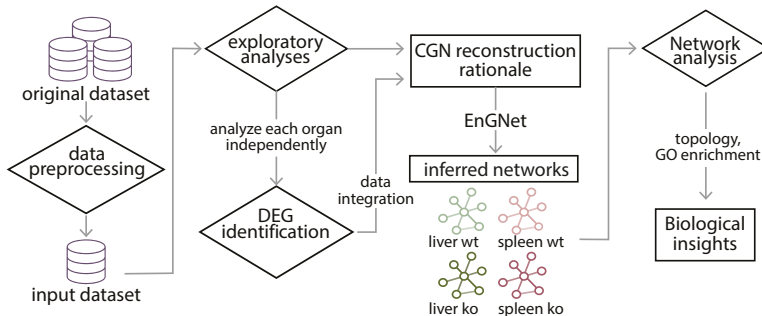 original dataset
data
preprocessing
input dataset
exploratory
analyses
analyze each organ
independently
DEG
identification
data
integration
CGN reconstruction
rationale
EnGNet
inferred networks
liver wt
spleen wt
liver ko
spleen ko
Network
analysis
topology,
GO enrichment
Biological
insights